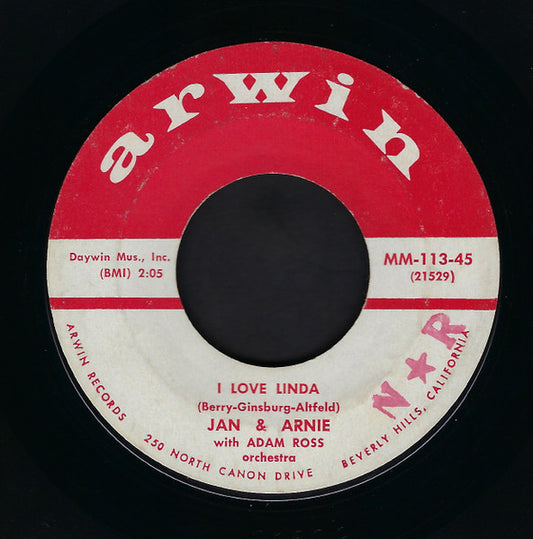 arwin
Daywin Mus., Inc.
(BMI) 2:05
MM-113-45
(21529)
N★R
I LOVE LINDA
(Berry-Ginsburg-Altfeld)
JAN & ARNIE
with ADAM ROSS
orchestra
ARWIN RECORDS 250 NORTH CANON DRIVE BEVERLY HILLS, CALIFORNIA